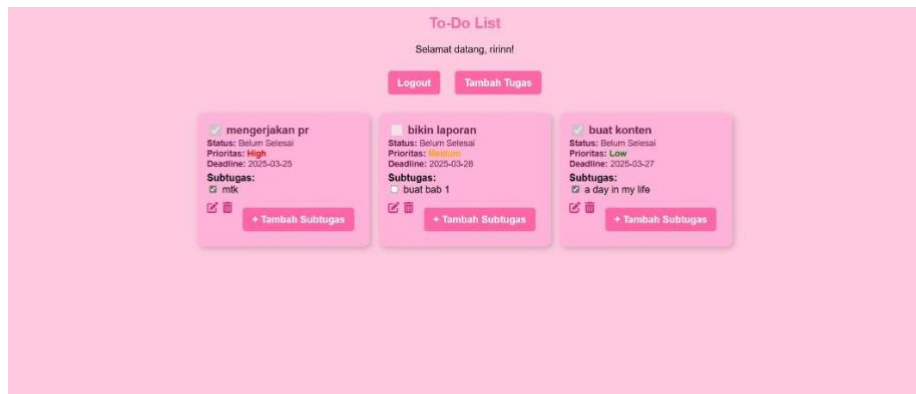 To-Do List
Selamat datang, ririnn!
Logout
Tambah Tugas
mengerjakan pr
Status: Belum Selesai
Prioritas: High
Deadline: 2025-03-25
Subtugas:
mtk
+ Tambah Subtugas
bikin laporan
Status: Belum Selesai
Prioritas: Medium
Deadline: 2025-03-28
Subtugas:
buat bab 1
+ Tambah Subtugas
buat konten
Status: Belum Selesai
Prioritas: Low
Deadline: 2025-03-27
Subtugas:
a day in my life
+ Tambah Subtugas